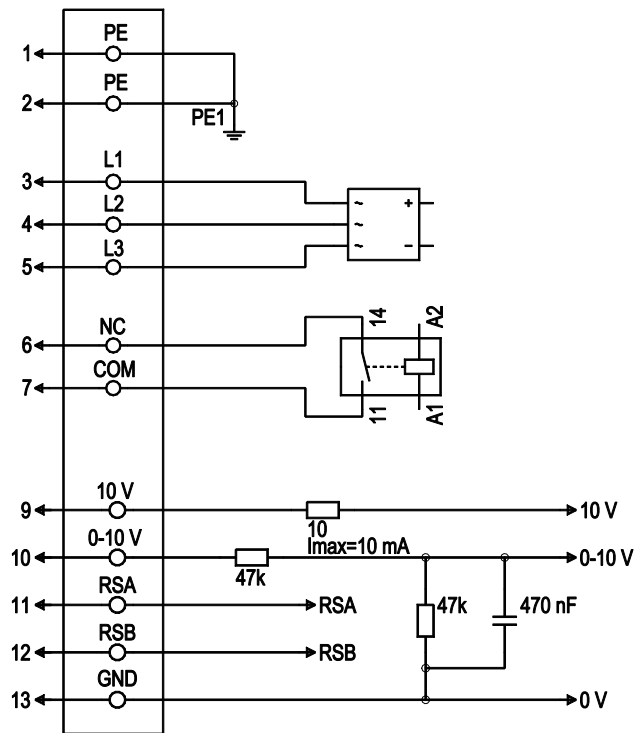 PE
1
PE
2
PE1
L1
3
L2
4
L3
5
~ +
~
~ −
NC
6
COM
7
14
A2
11
A1
10 V
9
10
10 V
0-10 V
10
Imax=10 mA
0-10 V
47k
RSA
11
RSA
47k
470 nF
RSB
12
RSB
GND
13
0 V